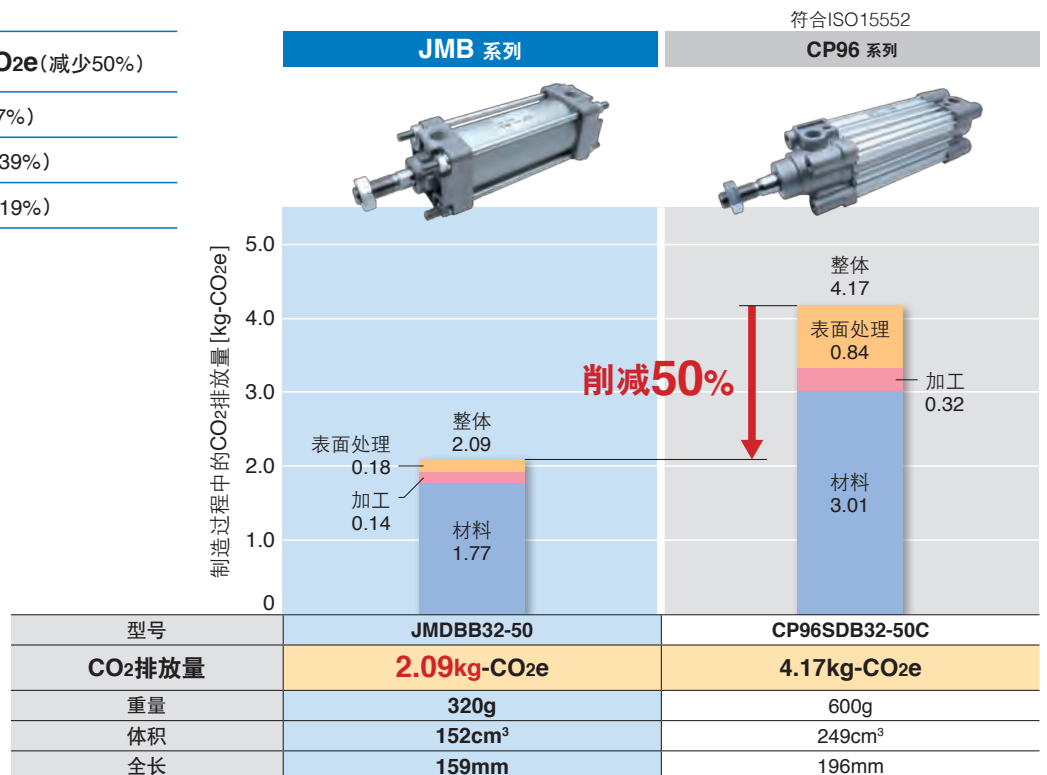 O2e(减少50%)
7%)
39%)
19%)
符合ISO15552
JMB 系列
CP96 系列
制造过程中的CO2排放量[kg-CO2e]
5.0
4.0
3.0
2.0
1.0
0
整体
2.09
表面处理
0.18
加工
0.14
材料
1.77
削减50%
整体
4.17
表面处理
0.84
加工
0.32
材料
3.01
型号 JMDBB32-50 CP96SDB32-50C
CO2排放量 2.09kg-CO2e 4.17kg-CO2e
重量 320g 600g
体积 152cm³ 249cm³
全长 159mm 196mm